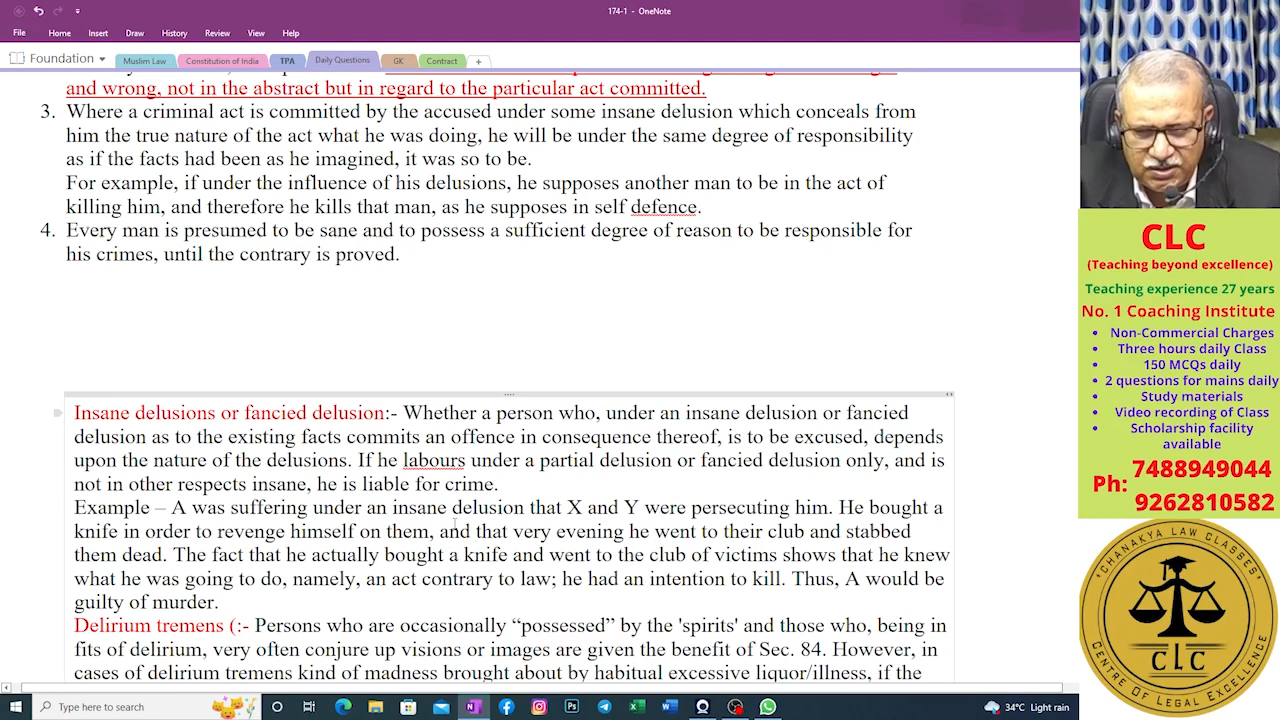 174-1 - OneNote
File Home Insert Draw History Review View Help
Foundation Muslim Law Constitution of India TPA Daily Questions GK Contract +
and wrong, not in the abstract but in regard to the particular act committed.
3. Where a criminal act is committed by the accused under some insane delusion which conceals from
him the true nature of the act what he was doing, he will be under the same degree of responsibility
as if the facts had been as he imagined, it was so to be.
For example, if under the influence of his delusions, he supposes another man to be in the act of
killing him, and therefore he kills that man, as he supposes in self defence.
4. Every man is presumed to be sane and to possess a sufficient degree of reason to be responsible for
his crimes, until the contrary is proved.
Insane delusions or fancied delusion:- Whether a person who, under an insane delusion or fancied
delusion as to the existing facts commits an offence in consequence thereof, is to be excused, depends
upon the nature of the delusions. If he labours under a partial delusion or fancied delusion only, and is
not in other respects insane, he is liable for crime.
Example – A was suffering under an insane delusion that X and Y were persecuting him. He bought a
knife in order to revenge himself on them, and that very evening he went to their club and stabbed
them dead. The fact that he actually bought a knife and went to the club of victims shows that he knew
what he was going to do, namely, an act contrary to law; he had an intention to kill. Thus, A would be
guilty of murder.
Delirium tremens (:- Persons who are occasionally “possessed” by the 'spirits' and those who, being in
fits of delirium, very often conjure up visions or images are given the benefit of Sec. 84. However, in
cases of delirium tremens kind of madness brought about by habitual excessive liquor/illness, if the
Type here to search
34°C Light rain
CLC
(Teaching beyond excellence)
Teaching experience 27 years
No. 1 Coaching Institute
• Non-Commercial Charges
• Three hours daily Class
• 150 MCQs daily
• 2 questions for mains daily
• Study materials
• Video recording of Class
• Scholarship facility
available
Ph: 7488949044
9262810582
'CHANAKYA LAW CLASSES'
CLC
CENTRE OF LEGAL EXCELLENCE